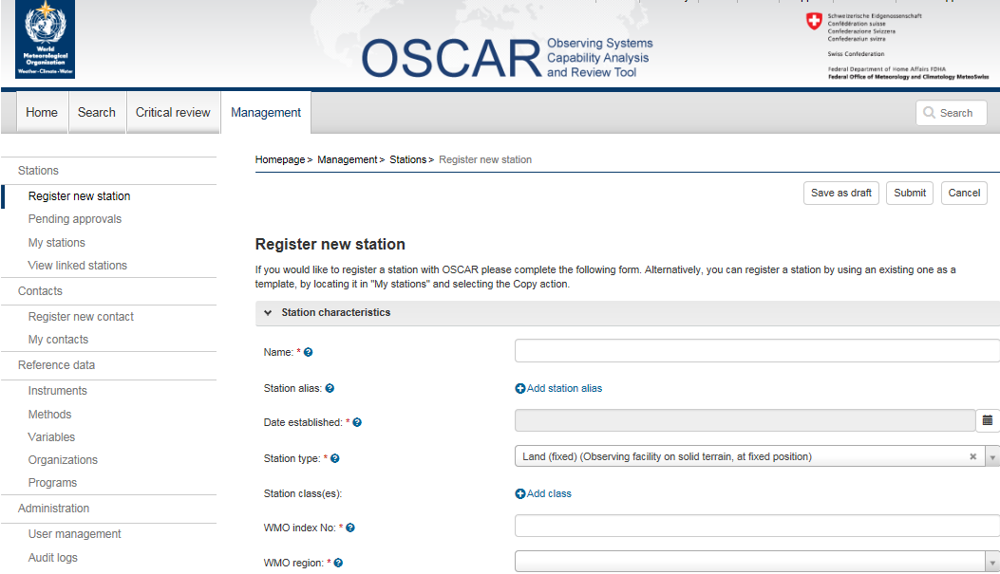 World
Meteorological
Organization
Weather • Climate • Water
OSCAR
Observing Systems
Capability Analysis
and Review Tool
Schweizerische Eidgenossenschaft
Confédération suisse
Confederazione Svizzera
Confederaziun svizra
Swiss Confederation
Federal Department of Home Affairs FDHA
Federal Office of Meteorology and Climatology MeteoSwiss
Home
Search
Critical review
Management
Search
Stations
Register new station
Pending approvals
My stations
View linked stations
Contacts
Register new contact
My contacts
Reference data
Instruments
Methods
Variables
Organizations
Programs
Administration
User management
Audit logs
Homepage > Management > Stations > Register new station
Save as draft
Submit
Cancel
Register new station
If you would like to register a station with OSCAR please complete the following form. Alternatively, you can register a station by using an existing one as a
template, by locating it in "My stations" and selecting the Copy action.
Station characteristics
Name: *
Station alias:
Add station alias
Date established: *
Station type: *
Land (fixed) (Observing facility on solid terrain, at fixed position)
Station class(es):
Add class
WMO index No: *
WMO region: *